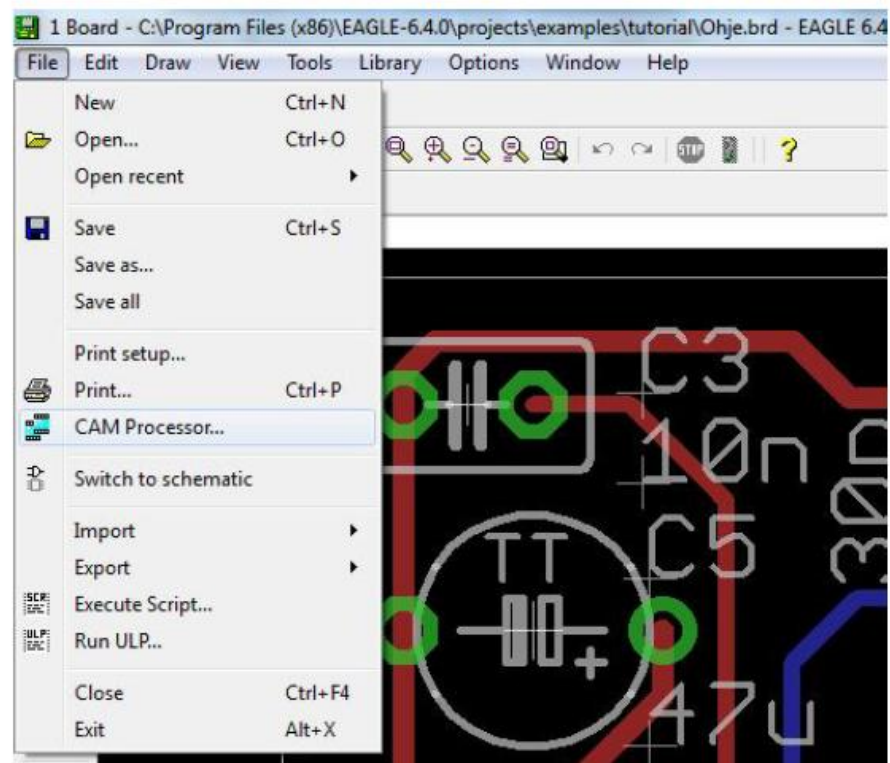 1 Board - C:\Program Files (x86)\EAGLE-6.4.0\projects\examples\tutorial\Ohje.brd - EAGLE 6.4
File Edit Draw View Tools Library Options Window Help
New Ctrl+N
Open... Ctrl+O
Open recent
Save Ctrl+S
Save as...
Save all
Print setup...
Print... Ctrl+P
CAM Processor...
Switch to schematic
Import
Export
SCR Execute Script...
ULP Run ULP...
Close Ctrl+F4
Exit Alt+X
STOP
C3
10n
TT
C5
+
47u